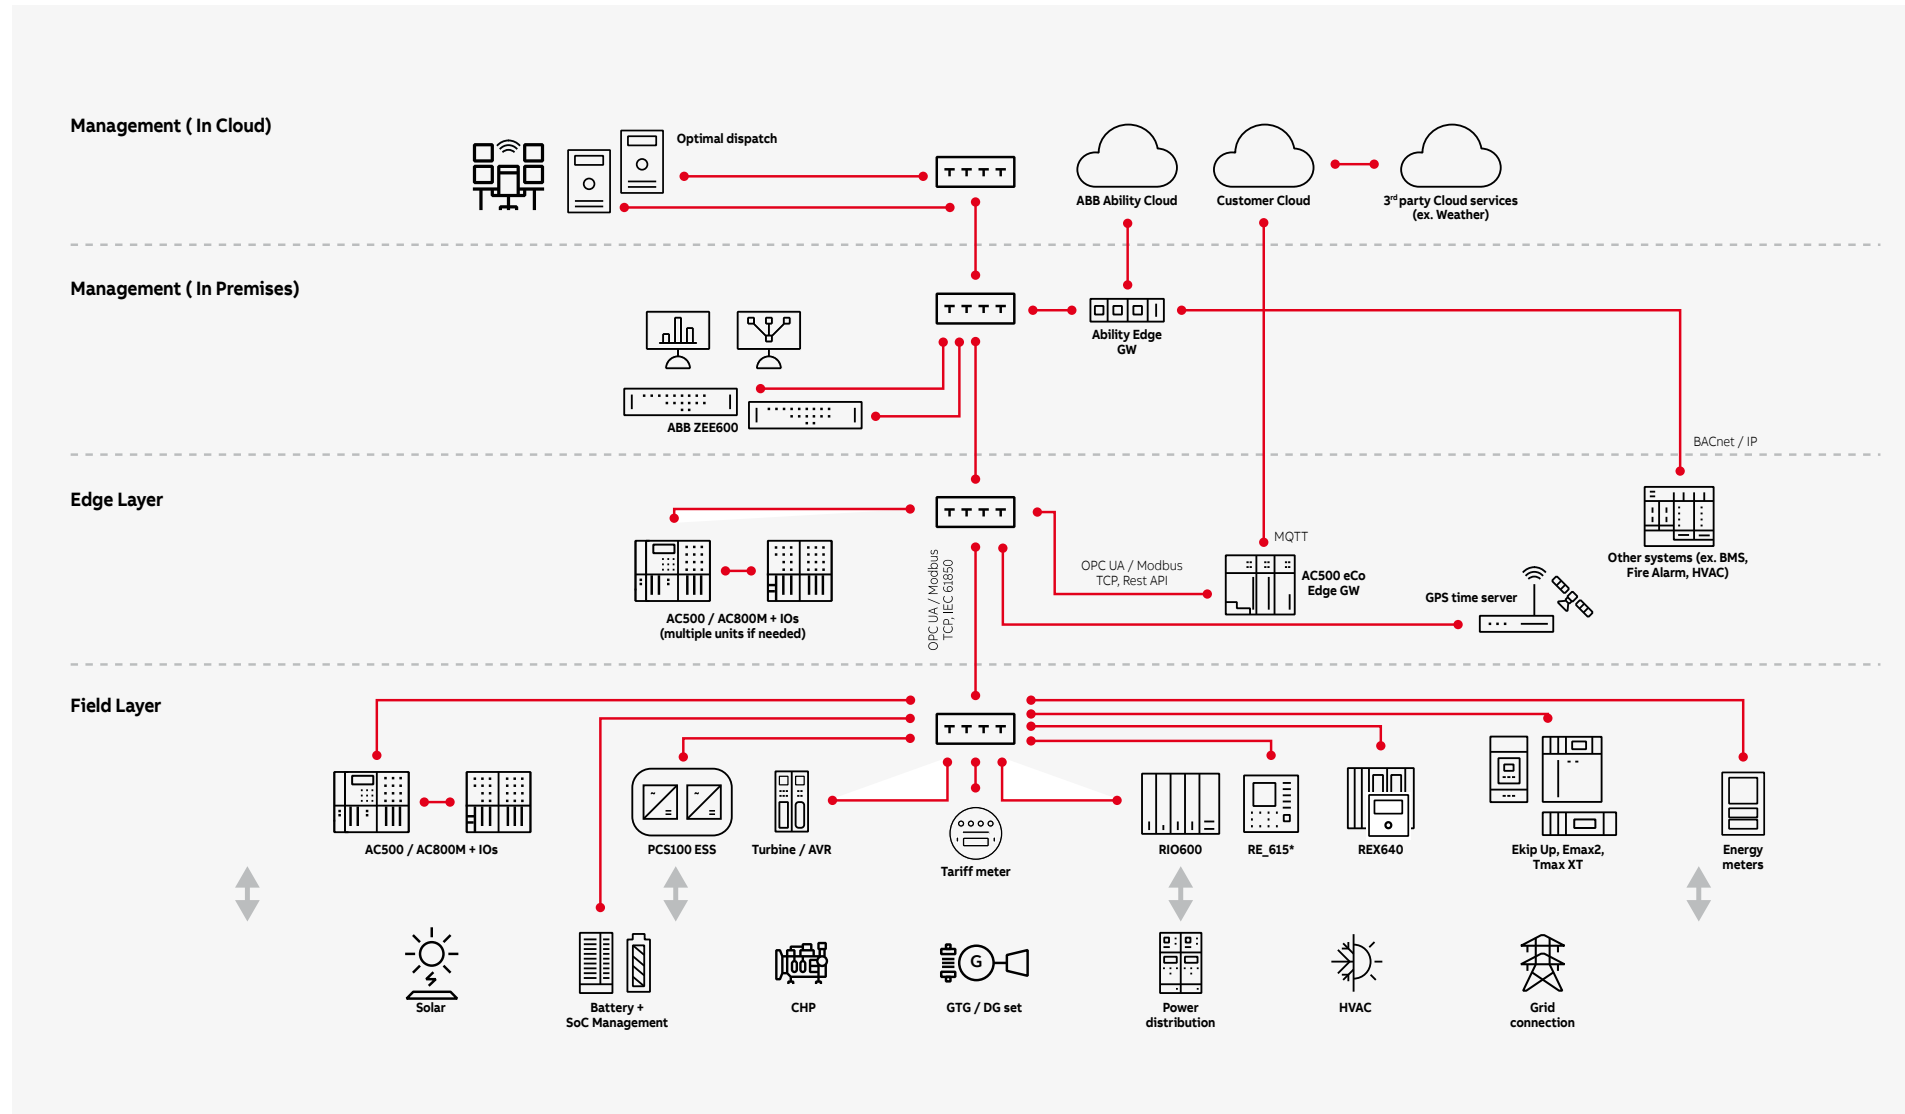 Management ( In Cloud)
Optimal dispatch
ABB Ability Cloud
Customer Cloud
3rd party Cloud services
(ex. Weather)
Management ( In Premises)
Ability Edge
GW
ABB ZEE600
BACnet / IP
Edge Layer
MQTT
OPC UA / Modbus
TCP, Rest API
AC500 eCo
Edge GW
Other systems (ex. BMS,
Fire Alarm, HVAC)
GPS time server
AC500 / AC800M + IOs
(multiple units if needed)
OPC UA / Modbus
TCP, IEC 61850
Field Layer
AC500 / AC800M + IOs
PCS100 ESS
Turbine / AVR
Tariff meter
RIO600
RE_615*
REX640
Ekip Up, Emax2,
Tmax XT
Energy
meters
G
Solar
Battery +
SoC Management
CHP
GTG / DG set
Power
distribution
HVAC
Grid
connection